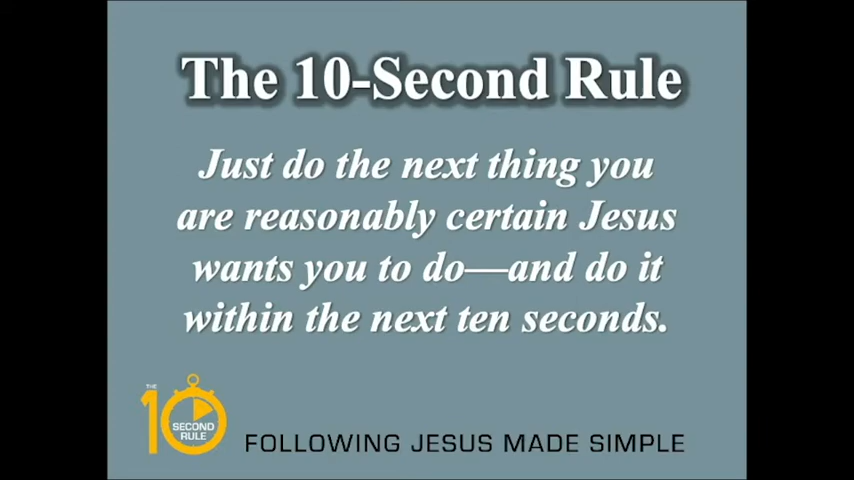 The 10-Second Rule
Just do the next thing you
are reasonably certain Jesus
wants you to do—and do it
within the next ten seconds.
THE
10
SECOND
RULE
FOLLOWING JESUS MADE SIMPLE